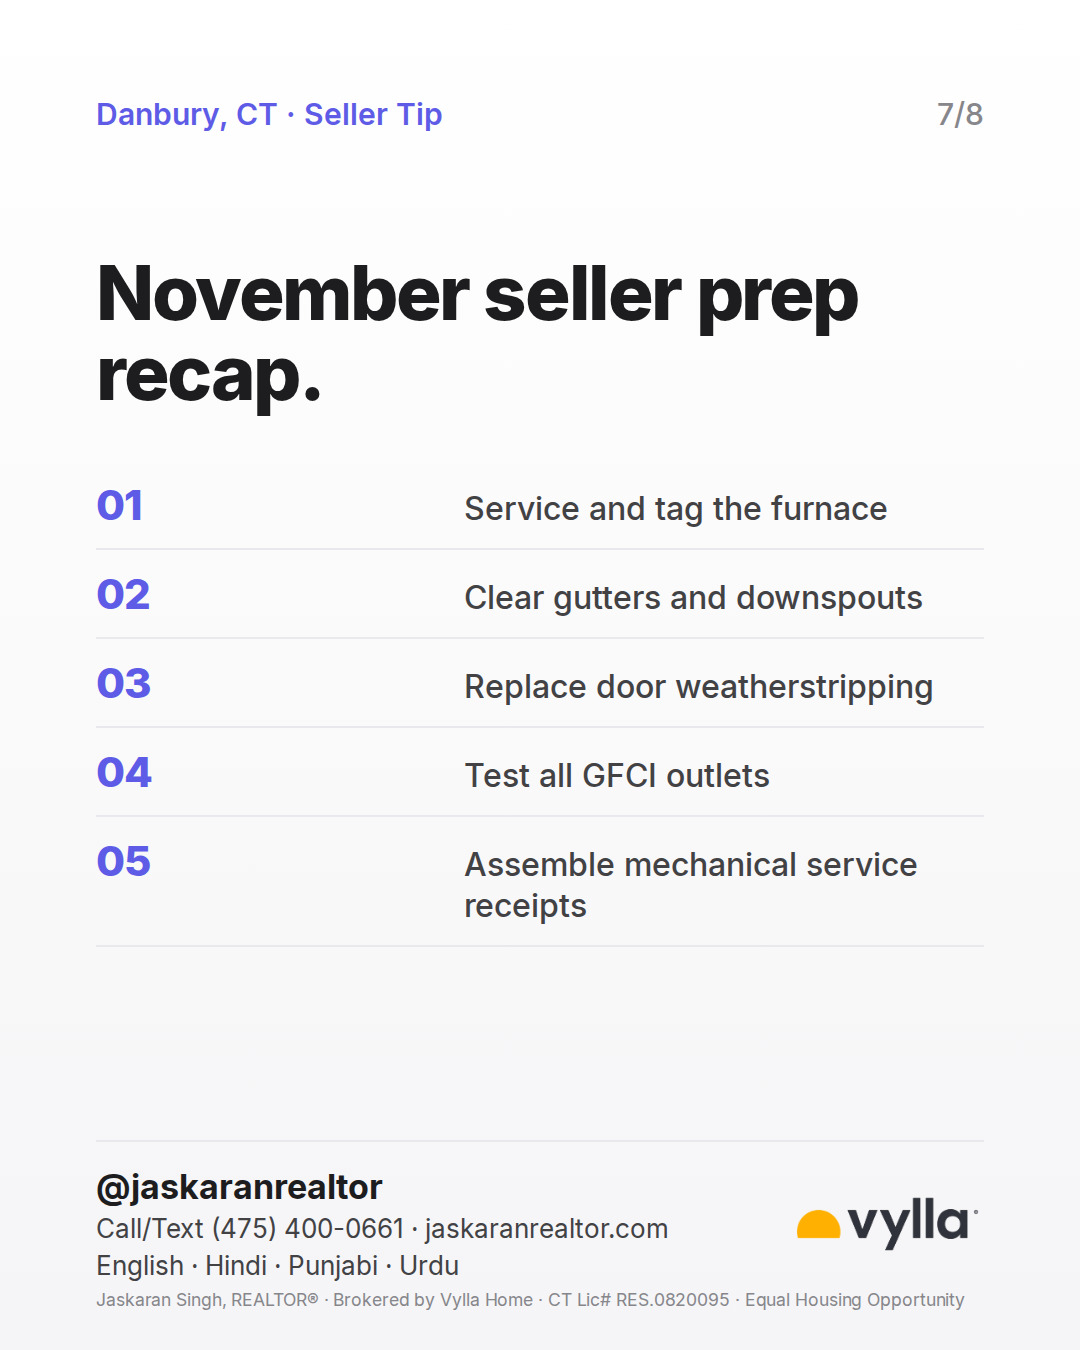 Danbury, CT · Seller Tip
7/8
November seller prep
recap.
01 Service and tag the furnace
02 Clear gutters and downspouts
03 Replace door weatherstripping
04 Test all GFCI outlets
05 Assemble mechanical service
receipts
@jaskaranrealtor
Call/Text (475) 400-0661 · jaskaranrealtor.com
English · Hindi · Punjabi · Urdu
vylla
Jaskaran Singh, REALTOR® · Brokered by Vylla Home · CT Lic# RES.0820095 · Equal Housing Opportunity